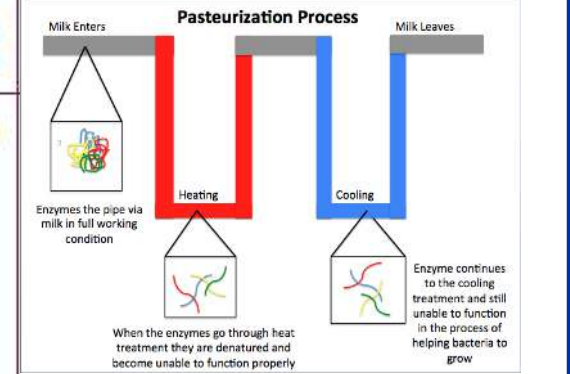 Pasteurization Process
Milk Enters
Milk Leaves
Enzymes the pipe via
milk in full working
condition
Heating
When the enzymes go through heat
treatment they are denatured and
become unable to function properly
Cooling
Enzyme continues
to the cooling
treatment and still
unable to function
in the process of
helping bacteria to
grow